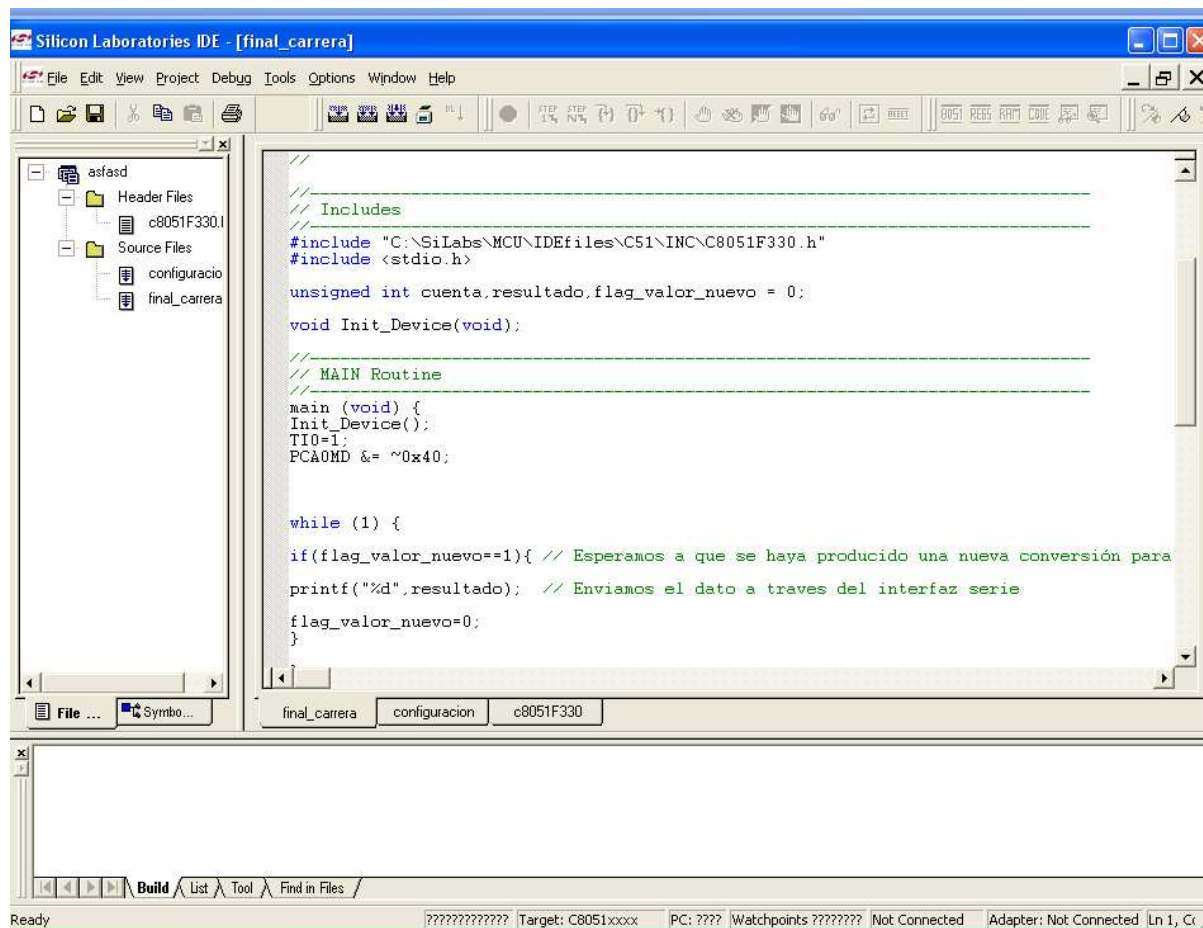 Silicon Laboratories IDE - [final_carrera]
File Edit View Project Debug Tools Options Window Help
asfasd
Header Files
c8051F330.
Source Files
configuracio
final_carrera
File ...
Symbo...
//
//
// Includes
//
#include "C:\SiLabs\MCU\IDEfiles\C51\INC\C8051F330.h"
#include <stdio.h>
unsigned int cuenta,resultado,flag_valor_nuevo = 0;
void Init_Device(void);
//
// MAIN Routine
//
main (void) {
Init_Device();
TI0=1;
PCA0MD &= ~0x40;
while (1) {
if(flag_valor_nuevo==1){ // Esperamos a que se haya producido una nueva conversión para
printf("%d",resultado); // Enviamos el dato a traves del interfaz serie
flag_valor_nuevo=0;
}
final_carrera configuracion c8051F330
Build List Tool Find in Files
Ready ????????????? Target: C8051xxxx PC: ???? Watchpoints ???????? Not Connected Adapter: Not Connected Ln 1,